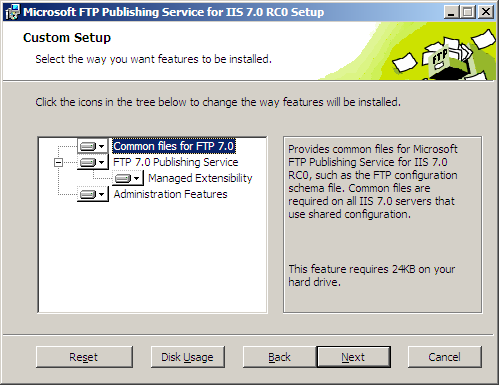 Microsoft FTP Publishing Service for IIS 7.0 RC0 Setup
Custom Setup
Select the way you want features to be installed.
FTP
Click the icons in the tree below to change the way features will be installed.
Common files for FTP 7.0
FTP 7.0 Publishing Service
Managed Extensibility
Administration Features
Provides common files for Microsoft
FTP Publishing Service for IIS 7.0
RC0, such as the FTP configuration
schema file. Common files are
required on all IIS 7.0 servers that
use shared configuration.
This feature requires 24KB on your
hard drive.
Reset
Disk Usage
Back
Next
Cancel